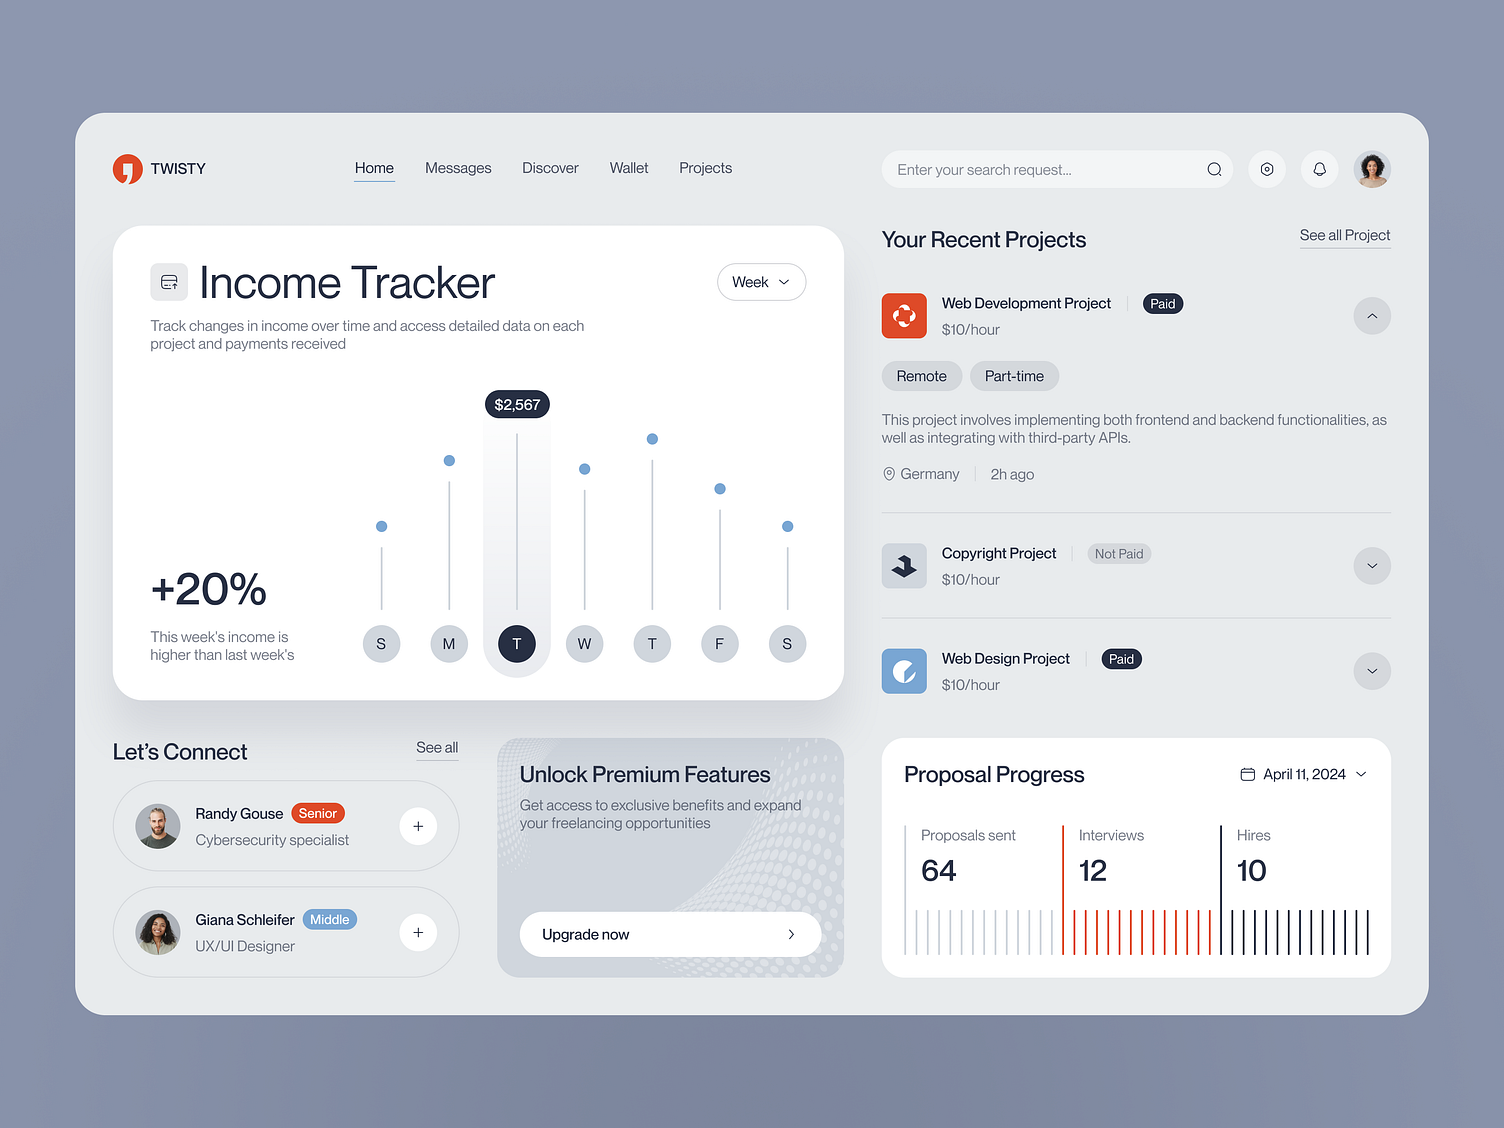 TWISTY
Home
Messages
Discover
Wallet
Projects
Enter your search request...
Income Tracker
Week
Track changes in income over time and access detailed data on each
project and payments received
$2,567
+20%
This week's income is
higher than last week's
S
M
T
W
T
F
S
Your Recent Projects
See all Project
Web Development Project
Paid
$10/hour
Remote
Part-time
This project involves implementing both frontend and backend functionalities, as
well as integrating with third-party APIs.
Germany
2h ago
Copyright Project
Not Paid
$10/hour
Web Design Project
Paid
$10/hour
Let’s Connect
See all
Randy Gouse
Senior
Cybersecurity specialist
Giana Schleifer
Middle
UX/UI Designer
Unlock Premium Features
Get access to exclusive benefits and expand
your freelancing opportunities
Upgrade now
Proposal Progress
April 11, 2024
Proposals sent
64
Interviews
12
Hires
10